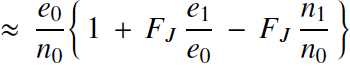 ≈ e₀/n₀ { 1 + F_J e₁/e₀ − F_J n₁/n₀ }